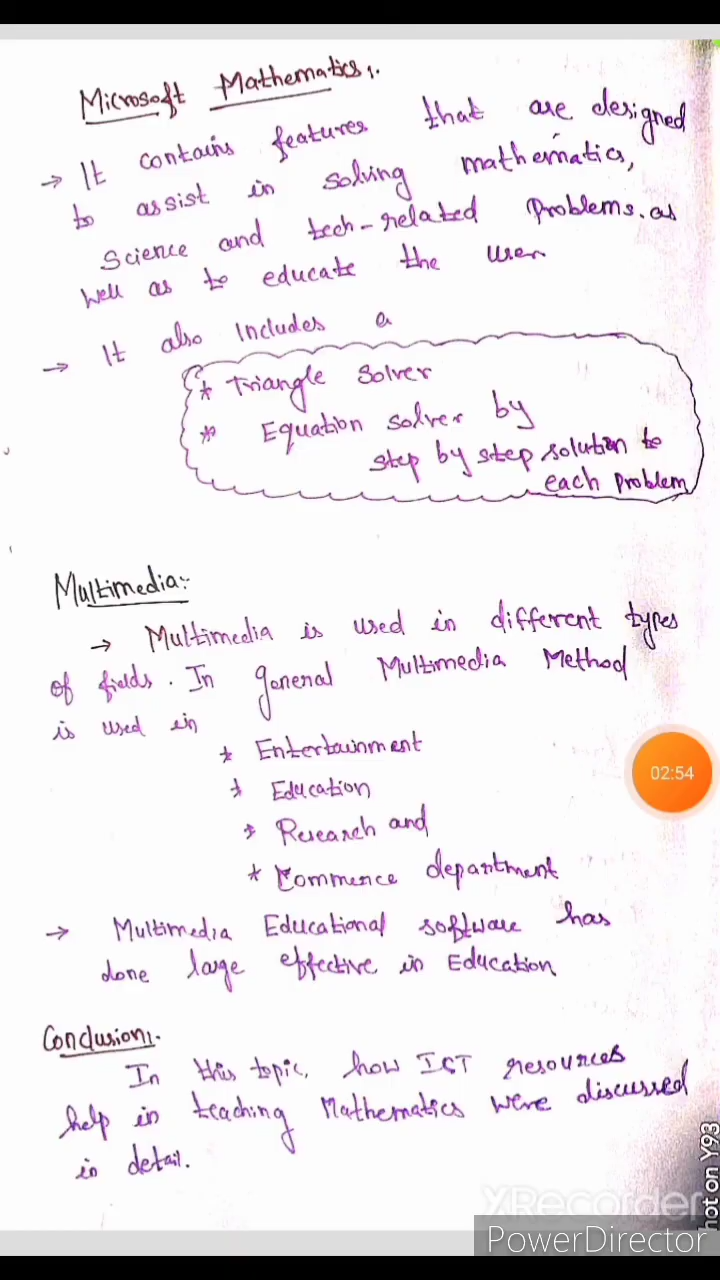 Microsoft Mathematics:.
→ It contains features that are designed
to assist in solving mathematics,
Science and tech-related problems. as
well as to educate the user
→ It also includes a
* Triangle Solver
* Equation solver by
step by step solution to
each problem
Multimedia:-
→ Multimedia is used in different types
of fields. In general Multimedia Method
is used in
* Entertainment
* Education
* Research and
* Commerce department
02:54
→ Multimedia Educational software has
done large effective in Education
Conclusion:.
In this topic, how ICT resources
help in teaching Mathematics were discussed
in detail.
hot on Y93
XRecorder
PowerDirector